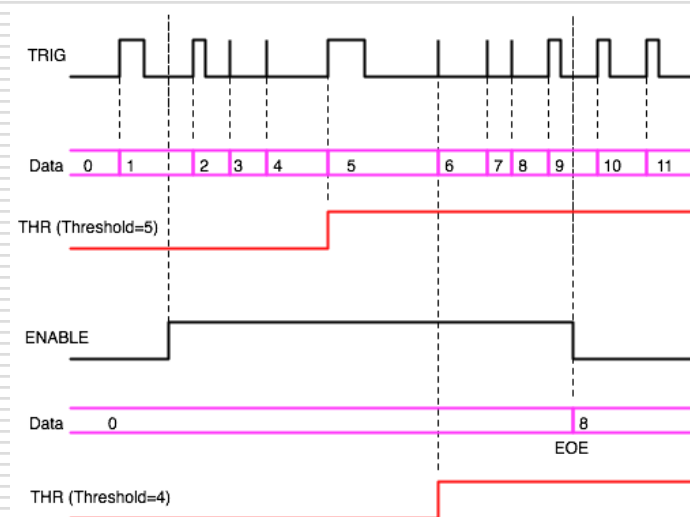 TRIG
Data 0 1 2 3 4 5 6 7 8 9 10 11
THR (Threshold=5)
ENABLE
Data 0 8
EOE
THR (Threshold=4)